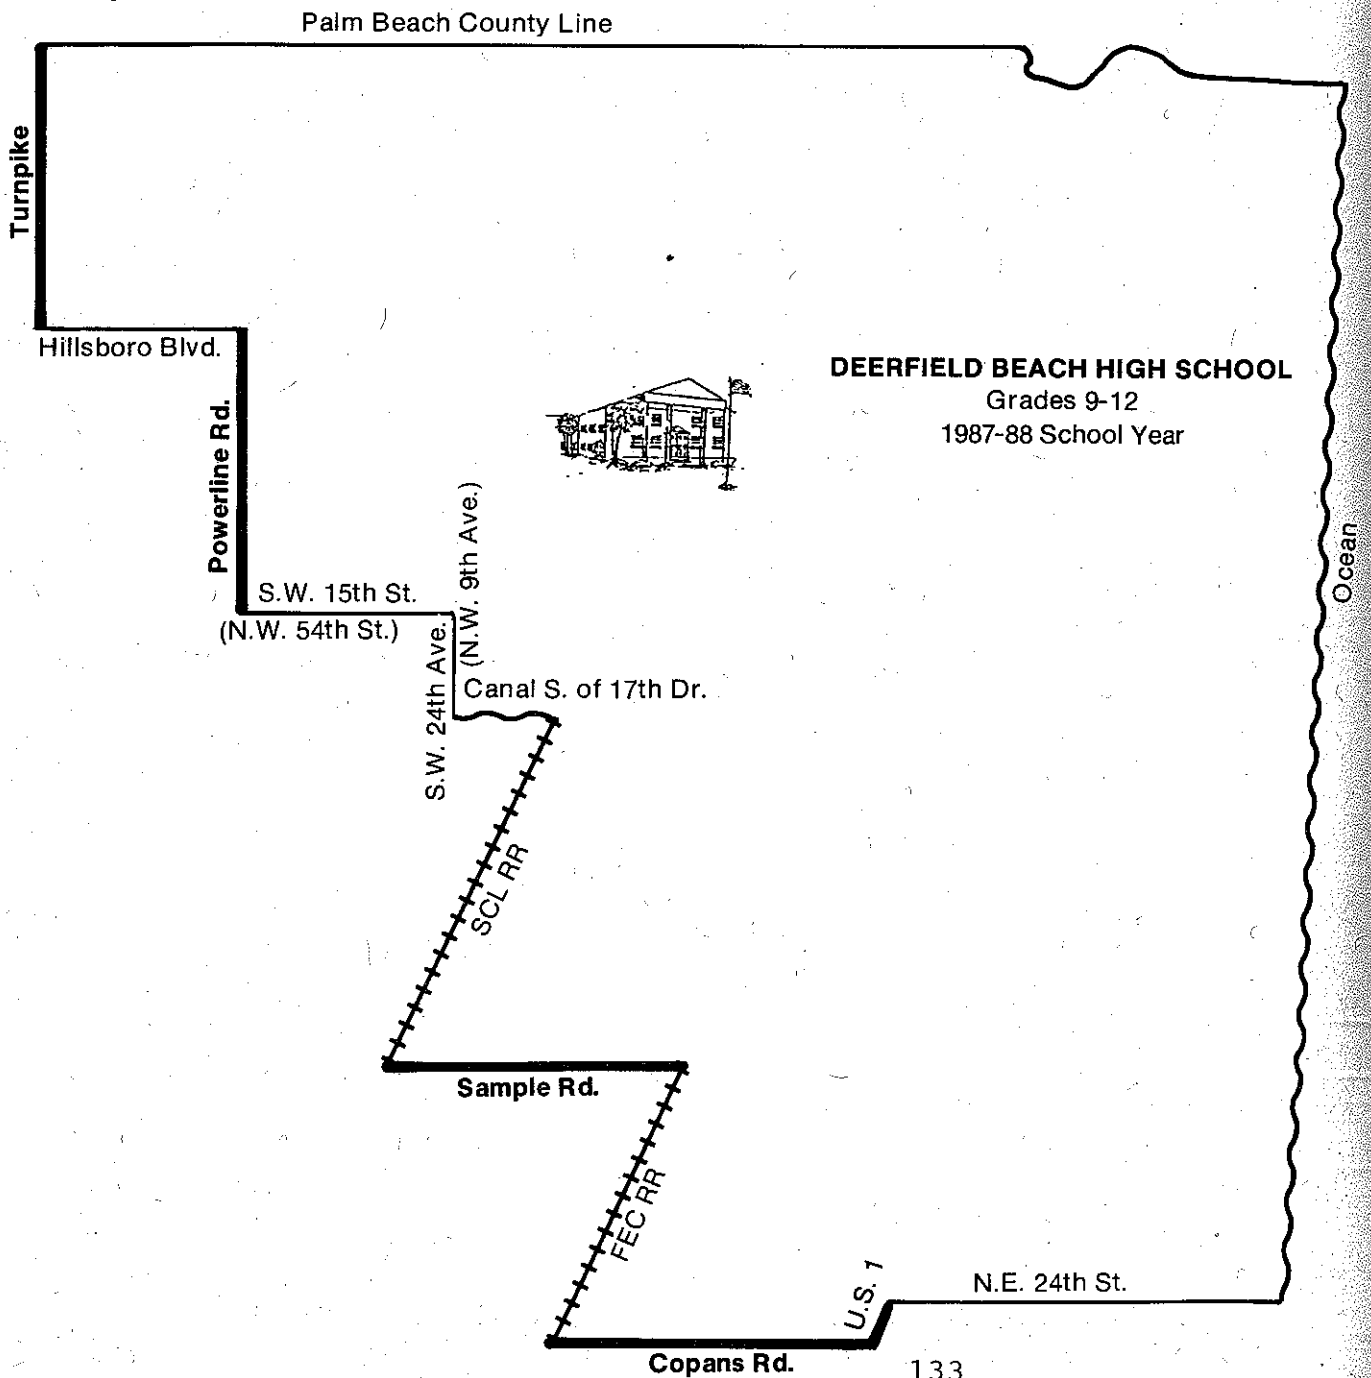 Palm Beach County Line
Turnpike
Hillsboro Blvd.
DEERFIELD BEACH HIGH SCHOOL
Grades 9-12
1987-88 School Year
Powerline Rd.
Ocean
S.W. 15th St.
(N.W. 54th St.)
(N.W. 9th Ave.)
S.W. 24th Ave.
Canal S. of 17th Dr.
SCL RR
Sample Rd.
FEC RR
U.S. 1
N.E. 24th St.
Copans Rd.
133